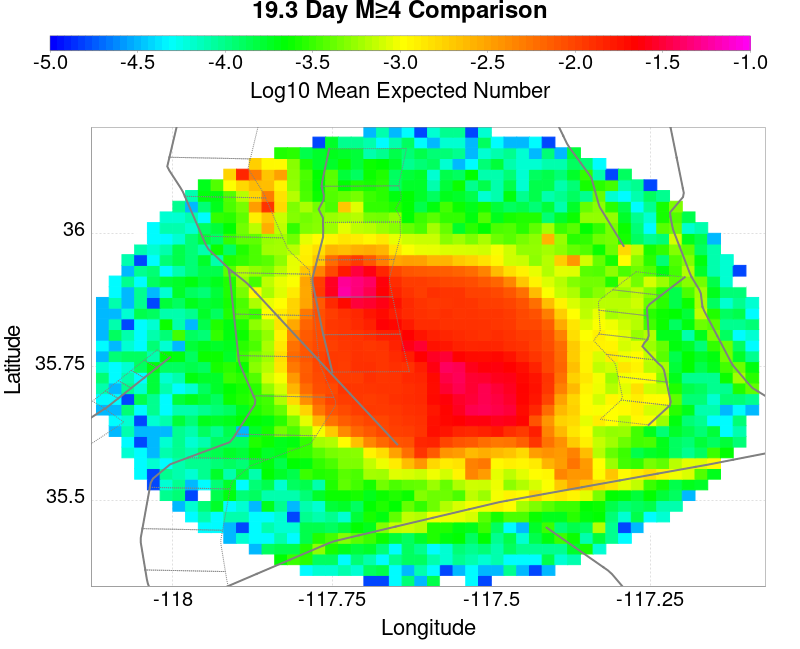 19.3 Day M≥4 Comparison
-5.0 -4.5 -4.0 -3.5 -3.0 -2.5 -2.0 -1.5 -1.0
Log10 Mean Expected Number
36
35.75
35.5
Latitude
-118 -117.75 -117.5 -117.25
Longitude